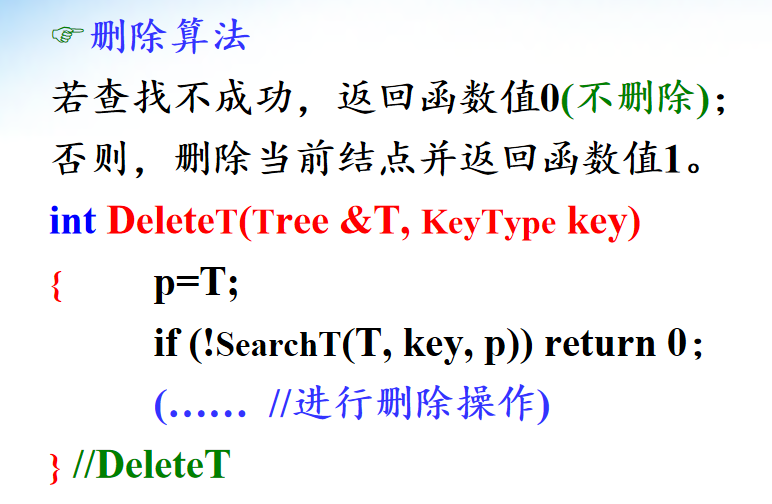 ☞删除算法
若查找不成功，返回函数值0(不删除)；
否则，删除当前结点并返回函数值1。
int DeleteT(Tree &T, KeyType key)
{ p=T;
if (!SearchT(T, key, p)) return 0；
(…… //进行删除操作)
} //DeleteT